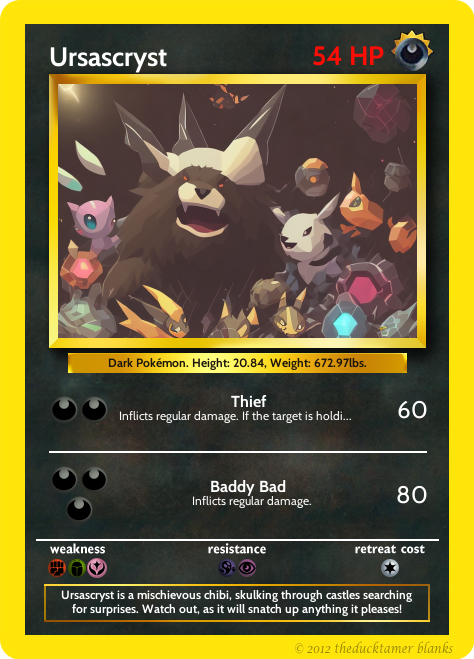 Ursascryst 54 HP
Dark Pokémon. Height: 20.84, Weight: 672.97lbs.
Thief
Inflicts regular damage. If the target is holdi...
60
Baddy Bad
Inflicts regular damage.
80
weakness resistance retreat cost
Ursascryst is a mischievous chibi, skulking through castles searching
for surprises. Watch out, as it will snatch up anything it pleases!
© 2012 theducktamer blanks